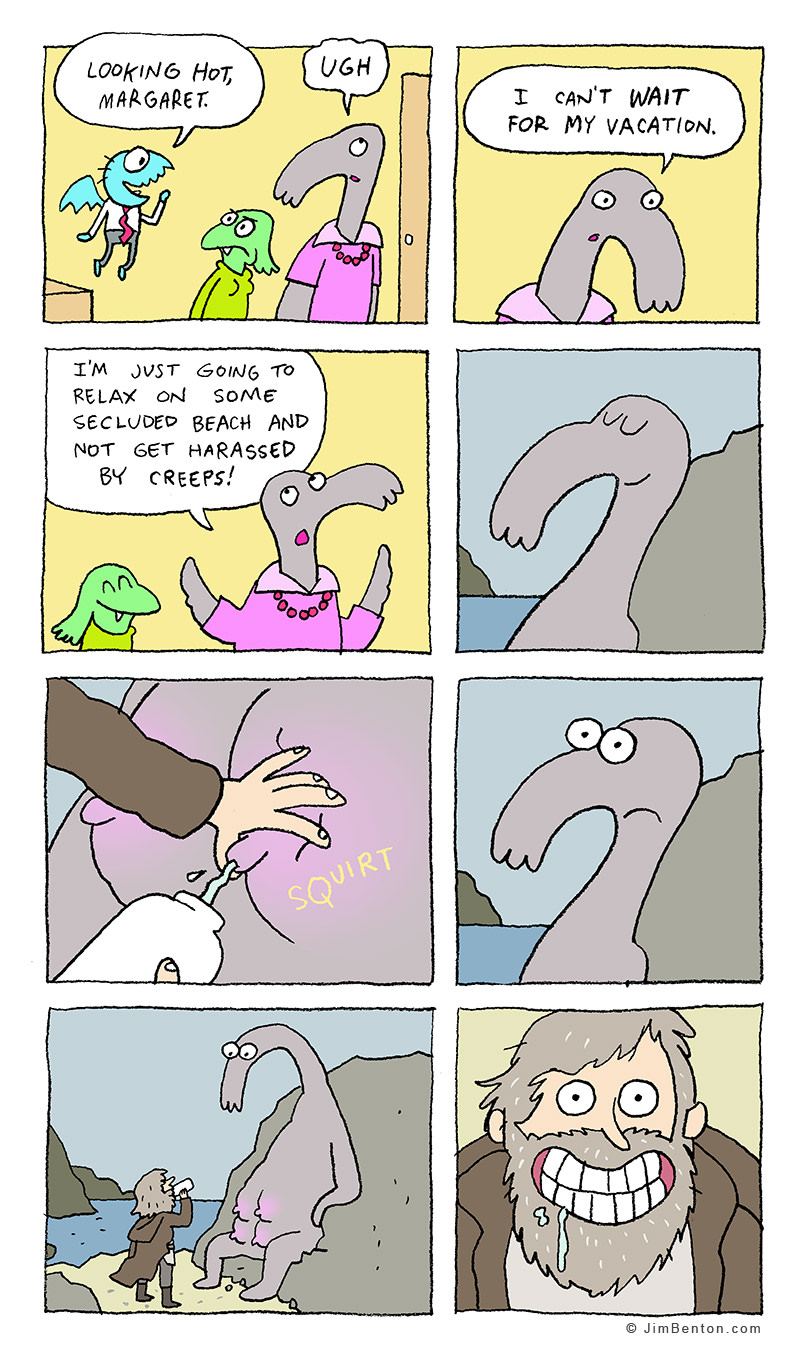 LOOKING HOT,
MARGARET.
UGH
I CAN'T WAIT
FOR MY VACATION.
I'M JUST GOING TO
RELAX ON SOME
SECLUDED BEACH AND
NOT GET HARASSED
BY CREEPS!
SQUIRT
© JimBenton.com